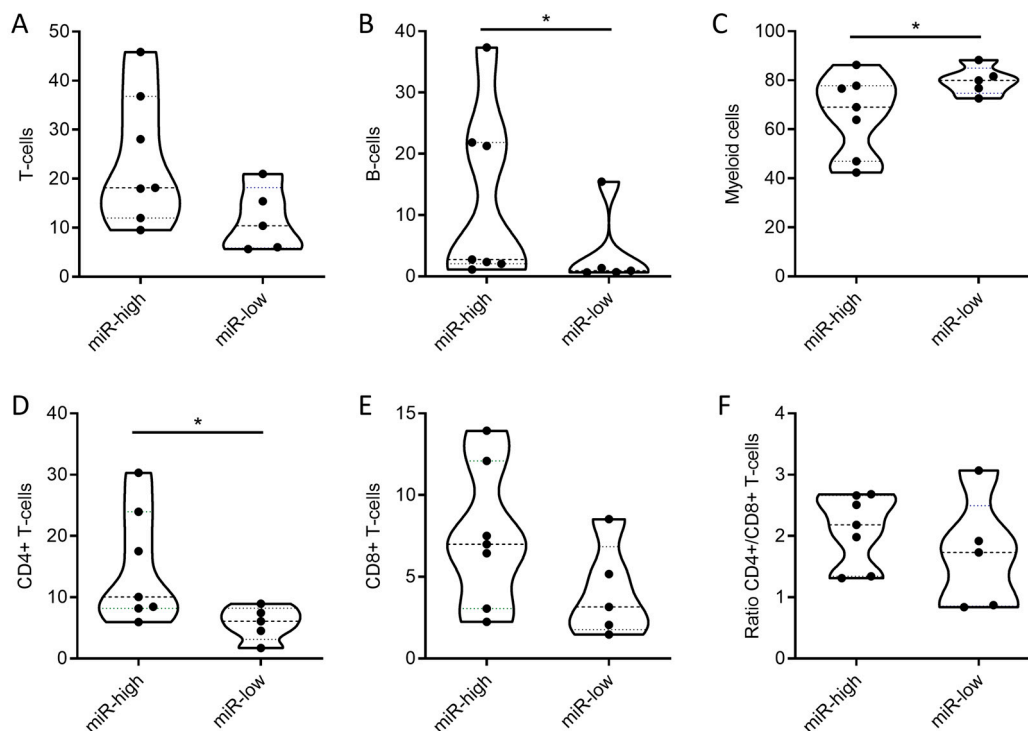 A
T-cells
50
40
30
20
10
0
miR-high
miR-low
B
*
B-cells
40
30
20
10
0
miR-high
miR-low
C
*
Myeloid cells
100
80
60
40
20
0
miR-high
miR-low
D
*
CD4+ T-cells
40
30
20
10
0
miR-high
miR-low
E
CD8+ T-cells
15
10
5
0
miR-high
miR-low
F
Ratio CD4+/CD8+ T-cells
4
3
2
1
0
miR-high
miR-low